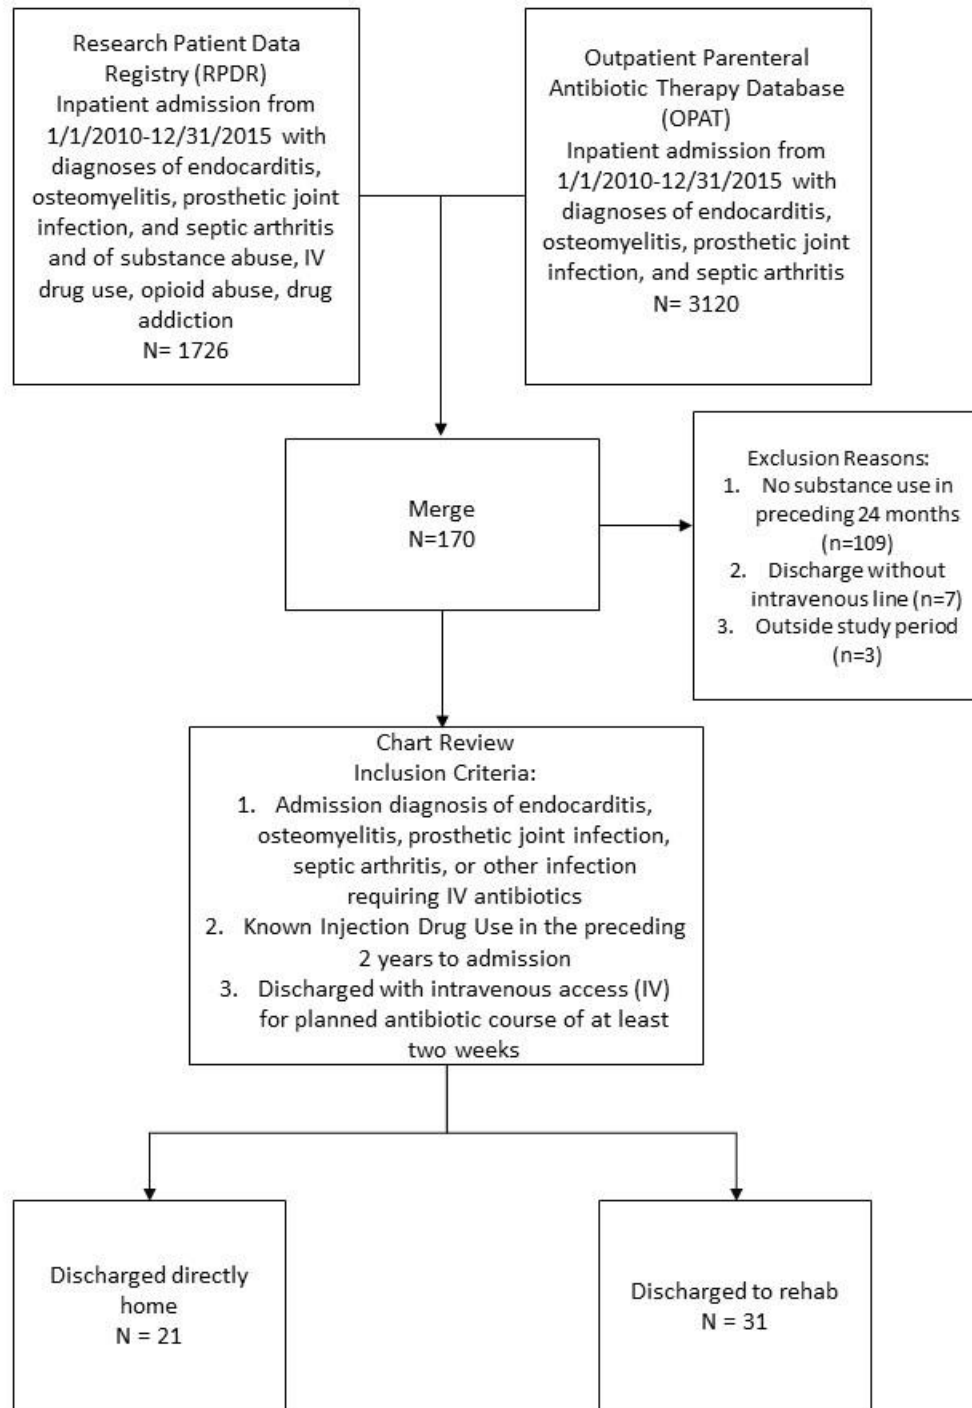 Research Patient Data
Registry (RPDR)
Inpatient admission from
1/1/2010-12/31/2015 with
diagnoses of endocarditis,
osteomyelitis, prosthetic joint
infection, and septic arthritis
and of substance abuse, IV
drug use, opioid abuse, drug
addiction
N= 1726
Outpatient Parenteral
Antibiotic Therapy Database
(OPAT)
Inpatient admission from
1/1/2010-12/31/2015 with
diagnoses of endocarditis,
osteomyelitis, prosthetic joint
infection, and septic arthritis
N= 3120
Merge
N=170
Exclusion Reasons:
1. No substance use in
preceding 24 months
(n=109)
2. Discharge without
intravenous line (n=7)
3. Outside study period
(n=3)
Chart Review
Inclusion Criteria:
1. Admission diagnosis of endocarditis,
osteomyelitis, prosthetic joint infection,
septic arthritis, or other infection
requiring IV antibiotics
2. Known Injection Drug Use in the preceding
2 years to admission
3. Discharged with intravenous access (IV)
for planned antibiotic course of at least
two weeks
Discharged directly
home
N = 21
Discharged to rehab
N = 31